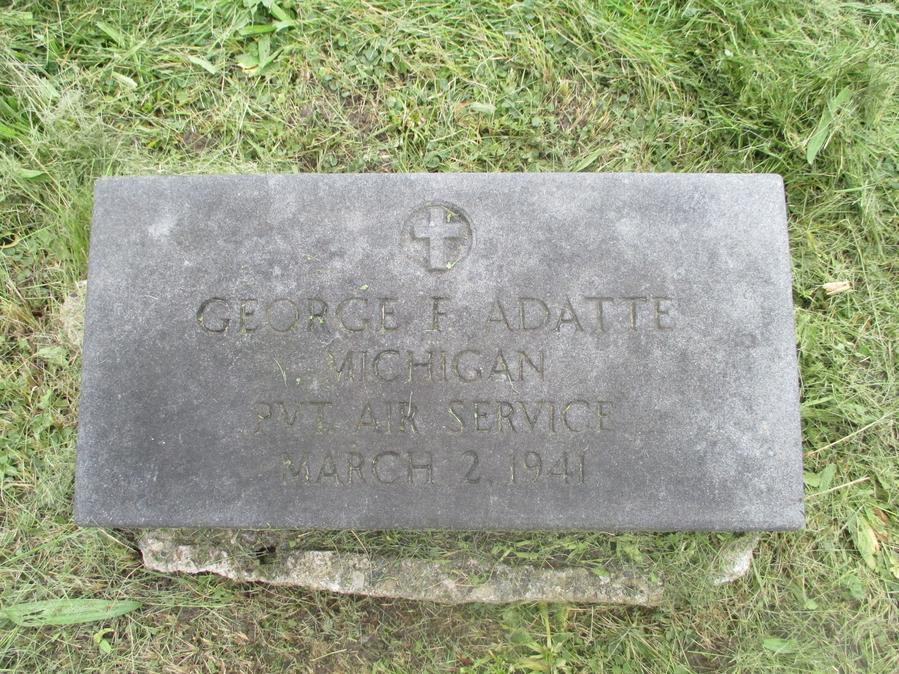 GEORGE F. ADATTE
MICHIGAN
PVT. AIR SERVICE
MARCH 2, 1941